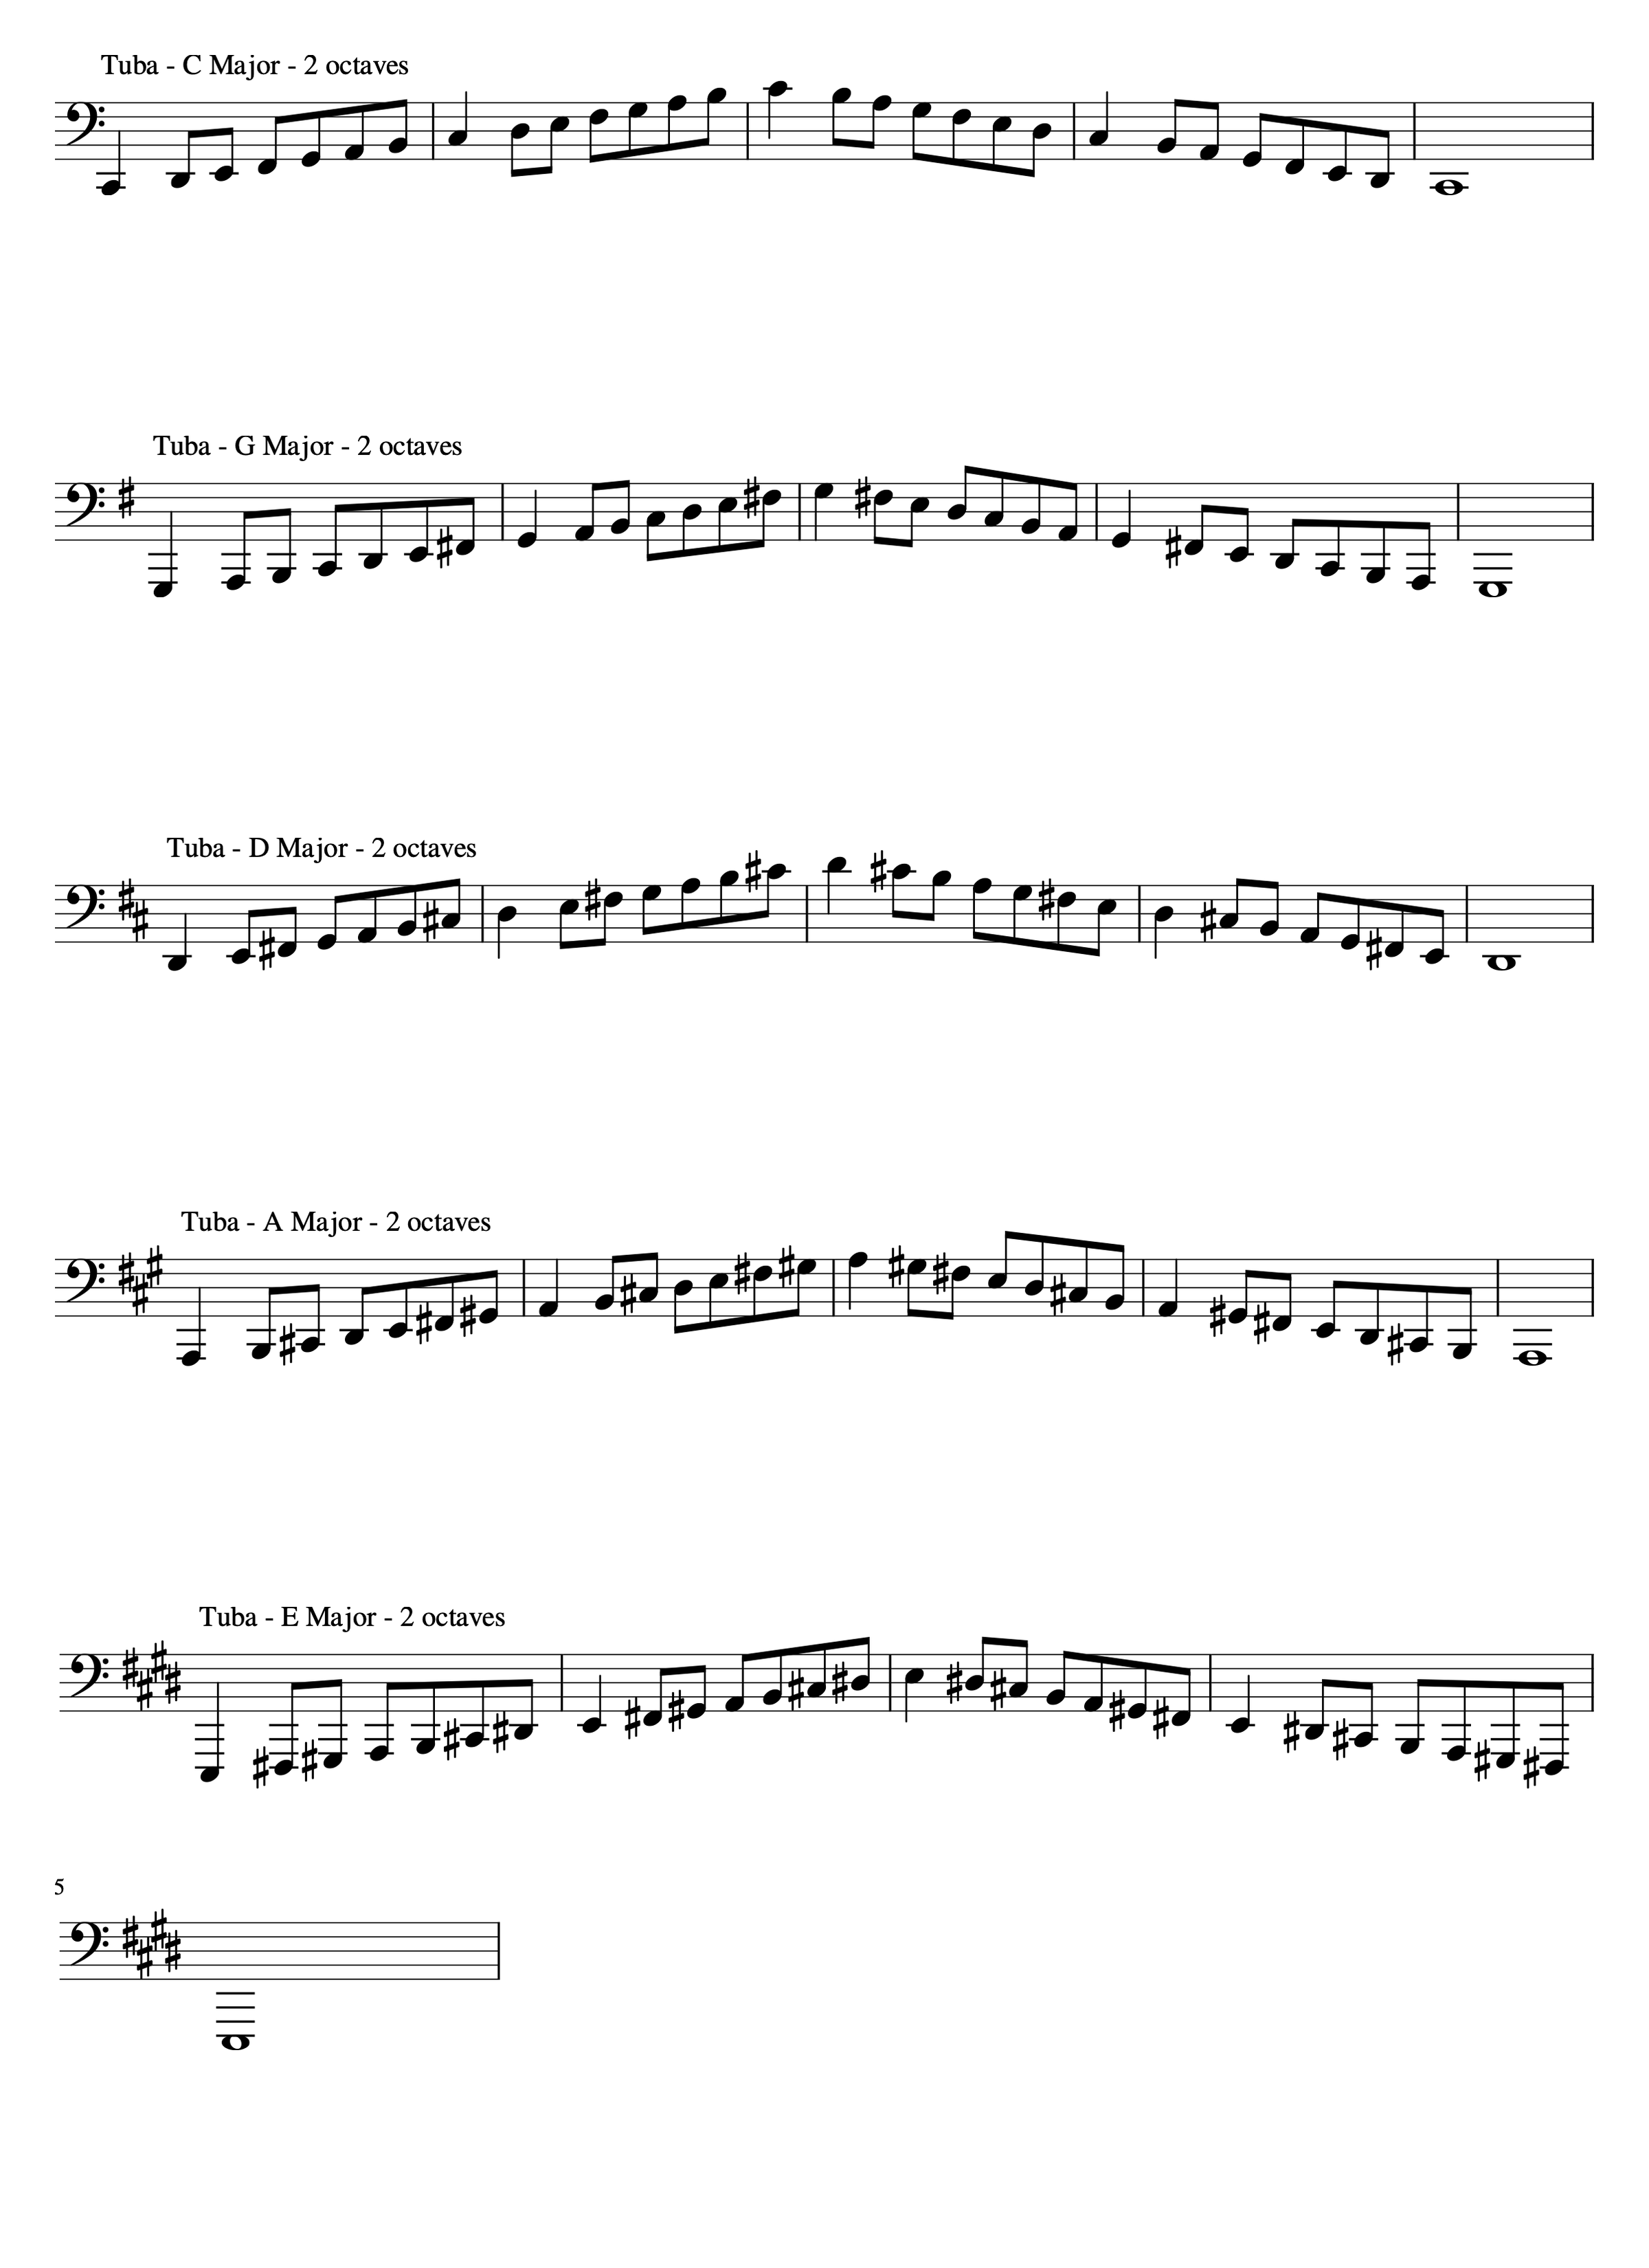 Tuba - C Major - 2 octaves
Tuba - G Major - 2 octaves
Tuba - D Major - 2 octaves
Tuba - A Major - 2 octaves
Tuba - E Major - 2 octaves
5